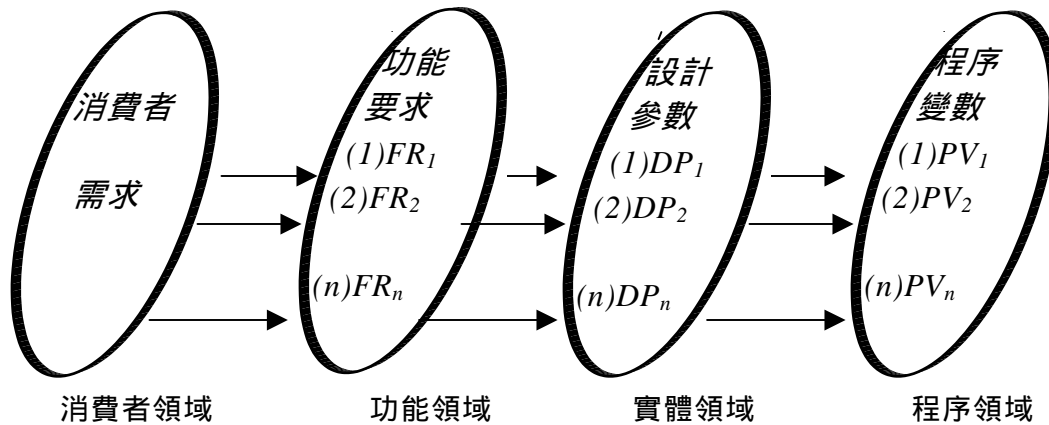 消費者
需求
功能
要求
(1)FR1
(2)FR2
(n)FRn
設計
參數
(1)DP1
(2)DP2
(n)DPn
程序
變數
(1)PV1
(2)PV2
(n)PVn
消費者領域
功能領域
實體領域
程序領域